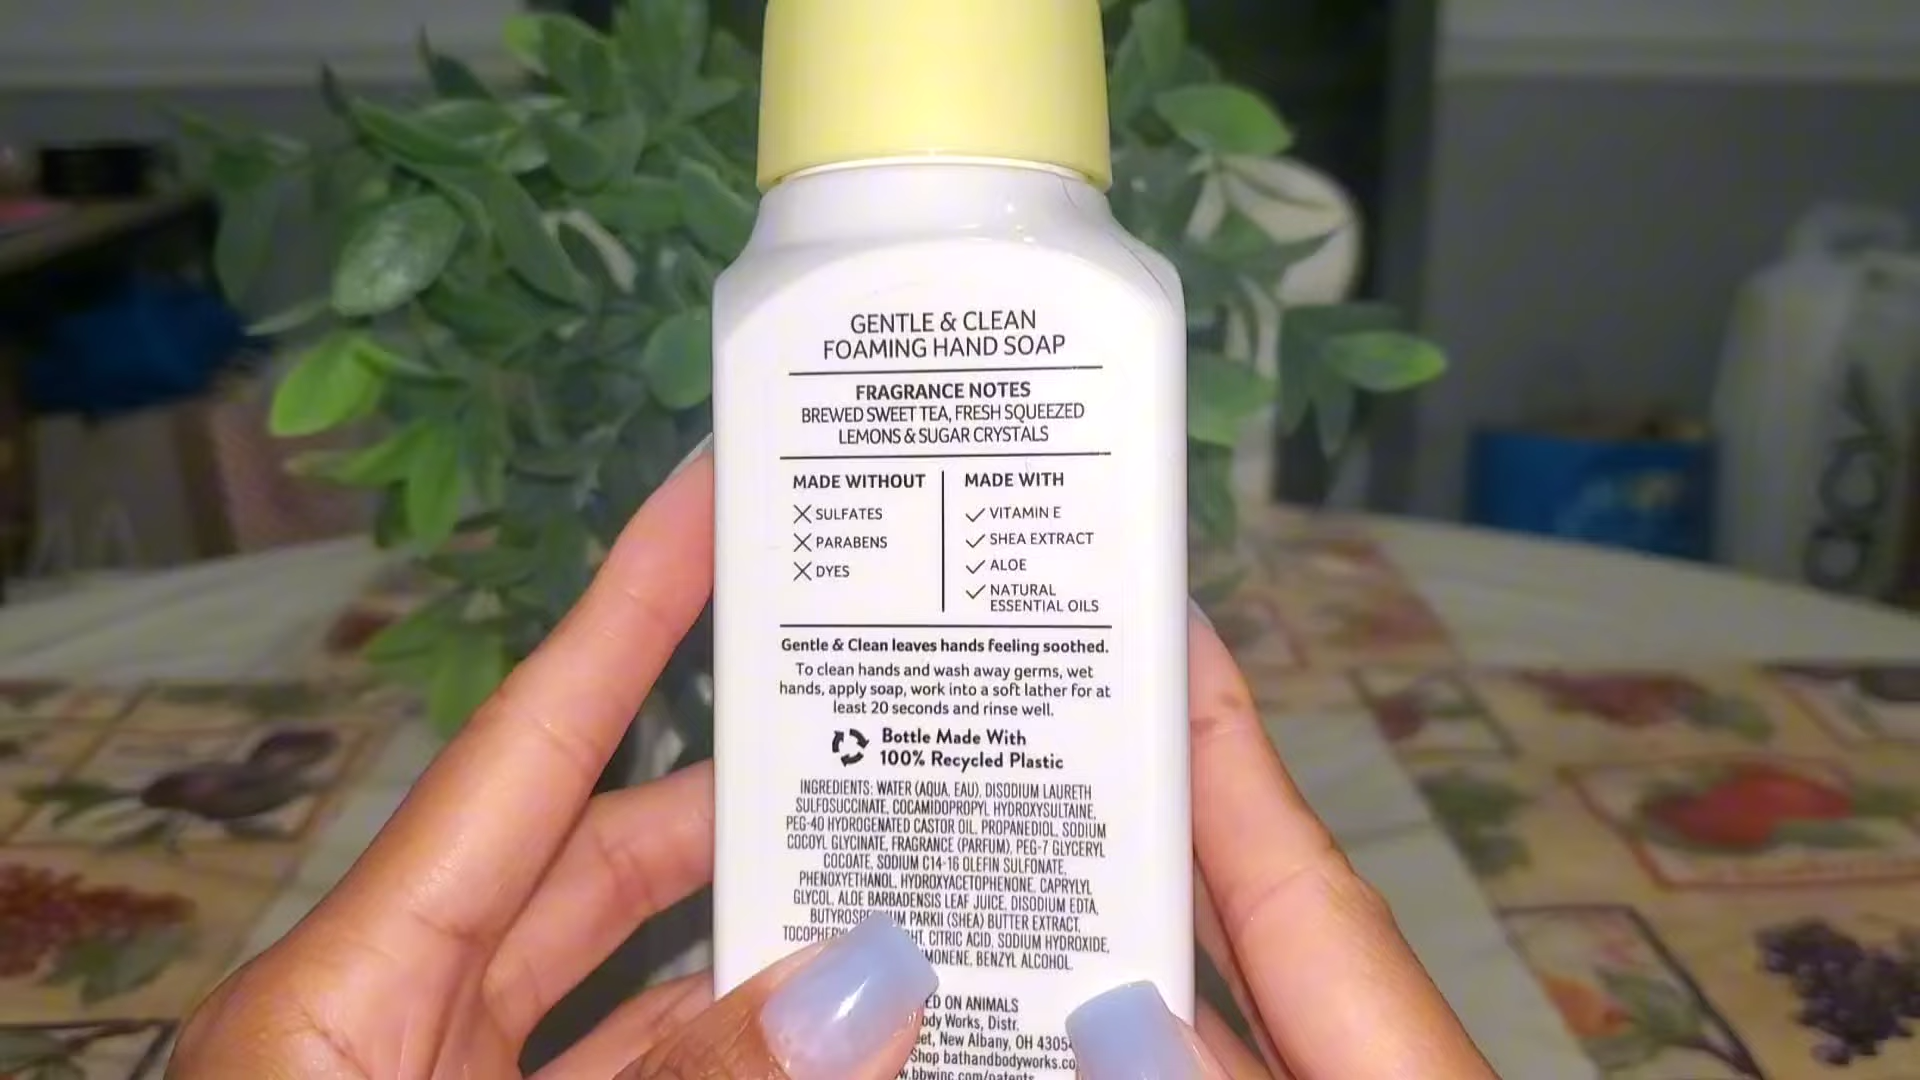 GENTLE & CLEAN
FOAMING HAND SOAP
FRAGRANCE NOTES
BREWED SWEET TEA, FRESH SQUEEZED
LEMONS & SUGAR CRYSTALS
MADE WITHOUT
SULFATES
PARABENS
DYES
MADE WITH
VITAMIN E
SHEA EXTRACT
ALOE
NATURAL
ESSENTIAL OILS
Gentle & Clean leaves hands feeling soothed.
To clean hands and wash away germs, wet
hands, apply soap, work into a soft lather for at
least 20 seconds and rinse well.
Bottle Made With
100% Recycled Plastic
INGREDIENTS: WATER (AQUA, EAU), DISODIUM LAURETH
SULFOSUCCINATE, COCAMIDOPROPYL HYDROXYSULTAINE,
PEG-40 HYDROGENATED CASTOR OIL, PROPANEDIOL, SODIUM
COCOYL GLYCINATE, FRAGRANCE (PARFUM), PEG-7 GLYCERYL
COCOATE, SODIUM C14-16 OLEFIN SULFONATE,
PHENOXYETHANOL, HYDROXYACETOPHENONE, CAPRYLYL
GLYCOL, ALOE BARBADENSIS LEAF JUICE, DISODIUM EDTA,
PARKII (SHEA) BUTTER EXTRACT,
CITRIC ACID, SODIUM HYDROXIDE,
BENZYL ALCOHOL.
ON ANIMALS
Works, Distr.
New Albany, OH
Shop